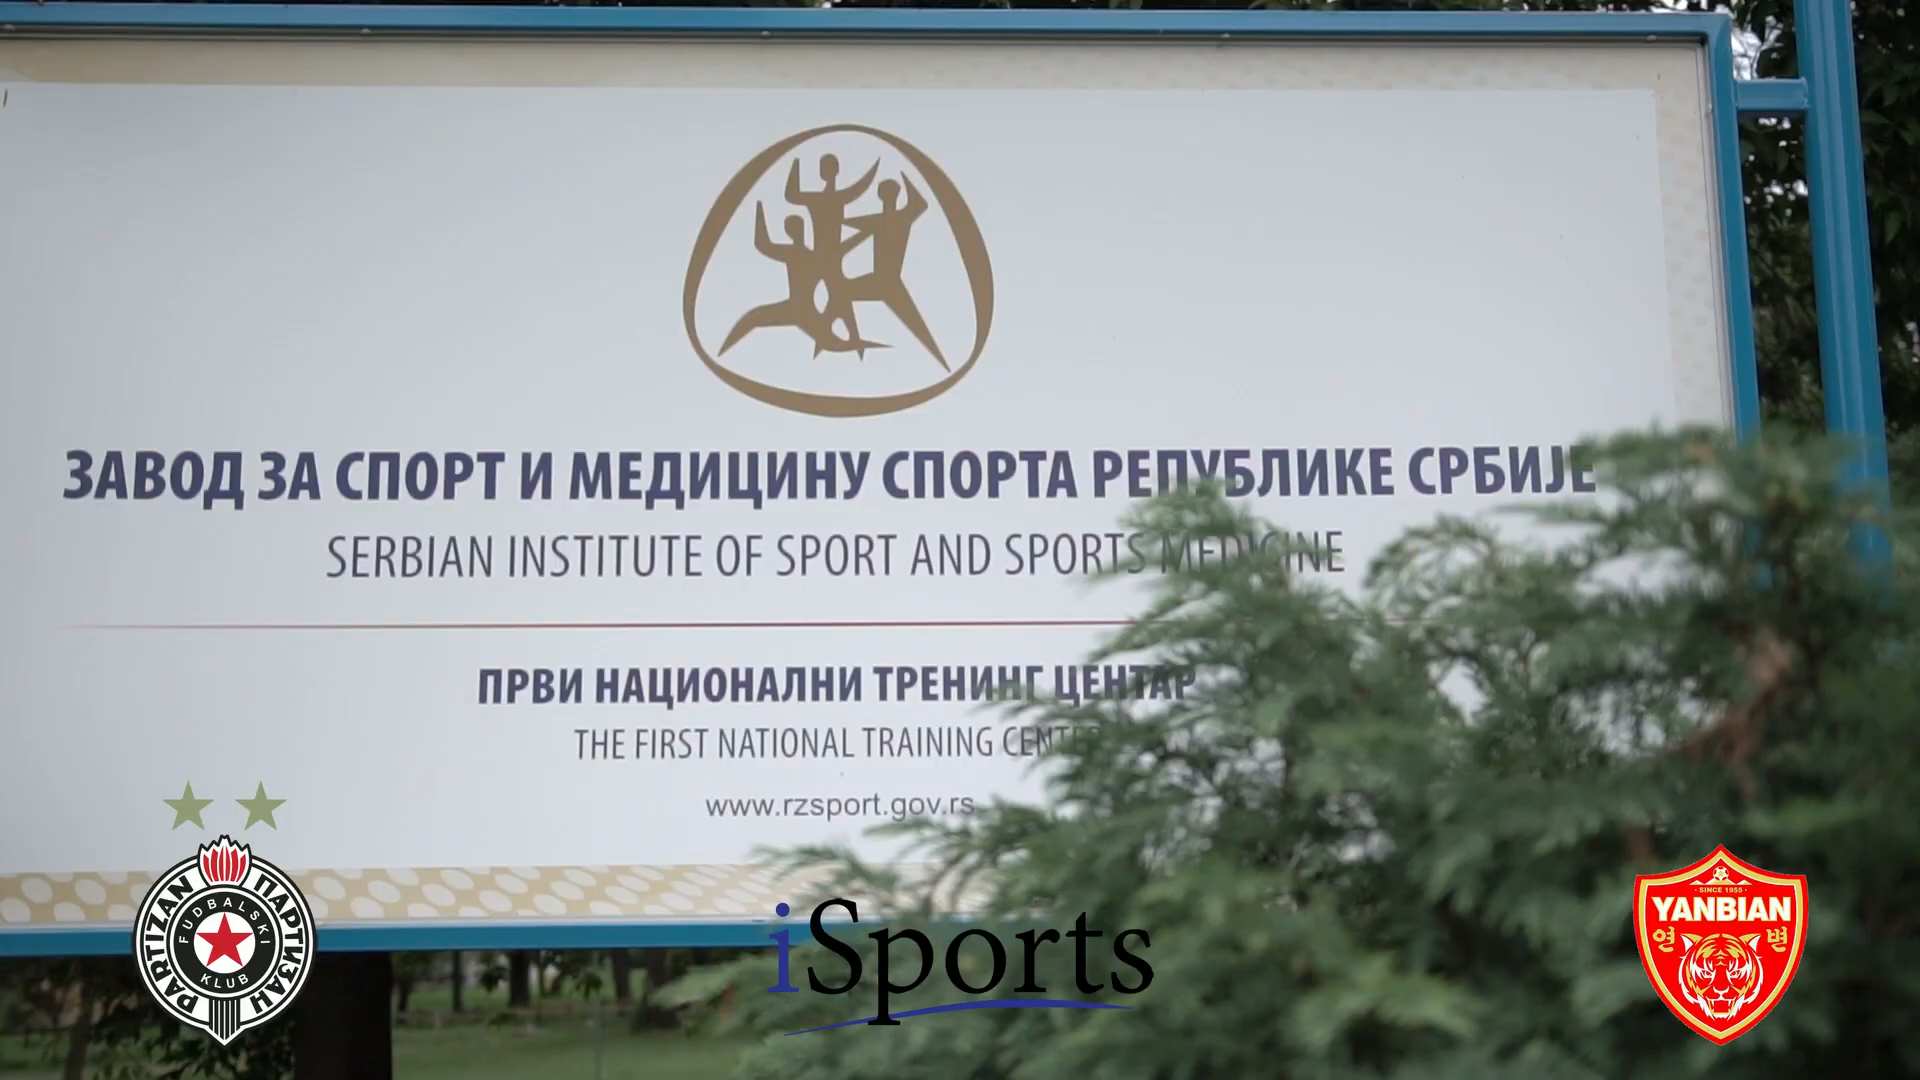 ЗАВОД ЗА СПОРТ И МЕДИЦИНУ СПОРТА РЕПУБЛИКЕ СРБИЈЕ
SERBIAN INSTITUTE OF SPORT AND SPORTS MEDICINE
ПРВИ НАЦИОНАЛНИ ТРЕНИНГ ЦЕНТАР
THE FIRST NATIONAL TRAINING CENTER
www.rzsport.gov.rs
PARTIZAN ПАРТИЗАН
FUDBALSKI
KLUB
iSports
SINCE 1955
YANBIAN
연 변